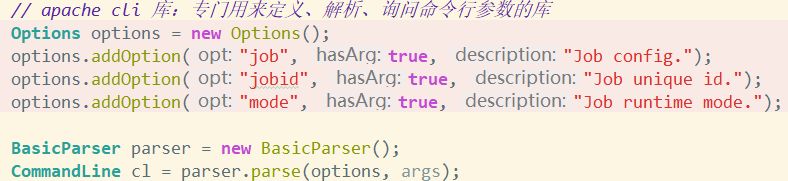 // apache cli 库：专门用来定义、解析、询问命令行参数的库
Options options = new Options();
options.addOption( opt: "job", hasArg: true, description: "Job config.");
options.addOption( opt: "jobid", hasArg: true, description: "Job unique id.");
options.addOption( opt: "mode", hasArg: true, description: "Job runtime mode.");
BasicParser parser = new BasicParser();
CommandLine cl = parser.parse(options, args);